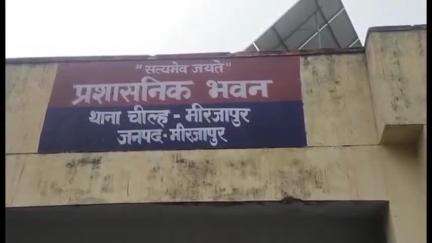 "सत्यमेव जयते"
प्रशासनिक भवन
थाना चील्ह - मीरजापुर
जनपद-मीरजापुर